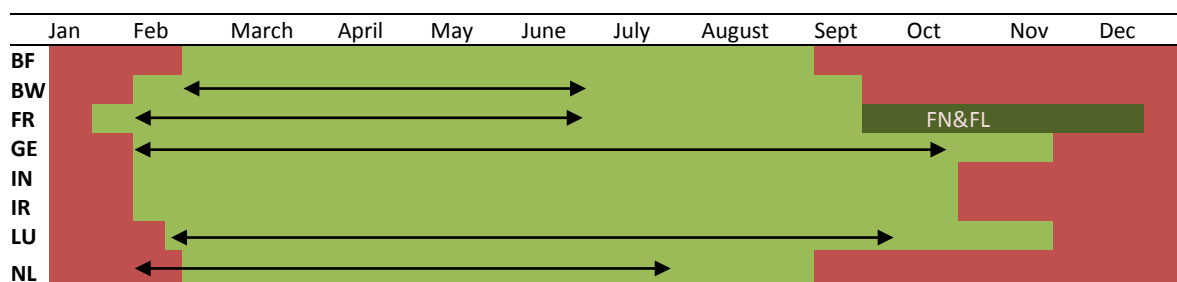 Jan Feb March April May June July August Sept Oct Nov Dec
BF
BW
FR FN&FL
GE
IN
IR
LU
NL